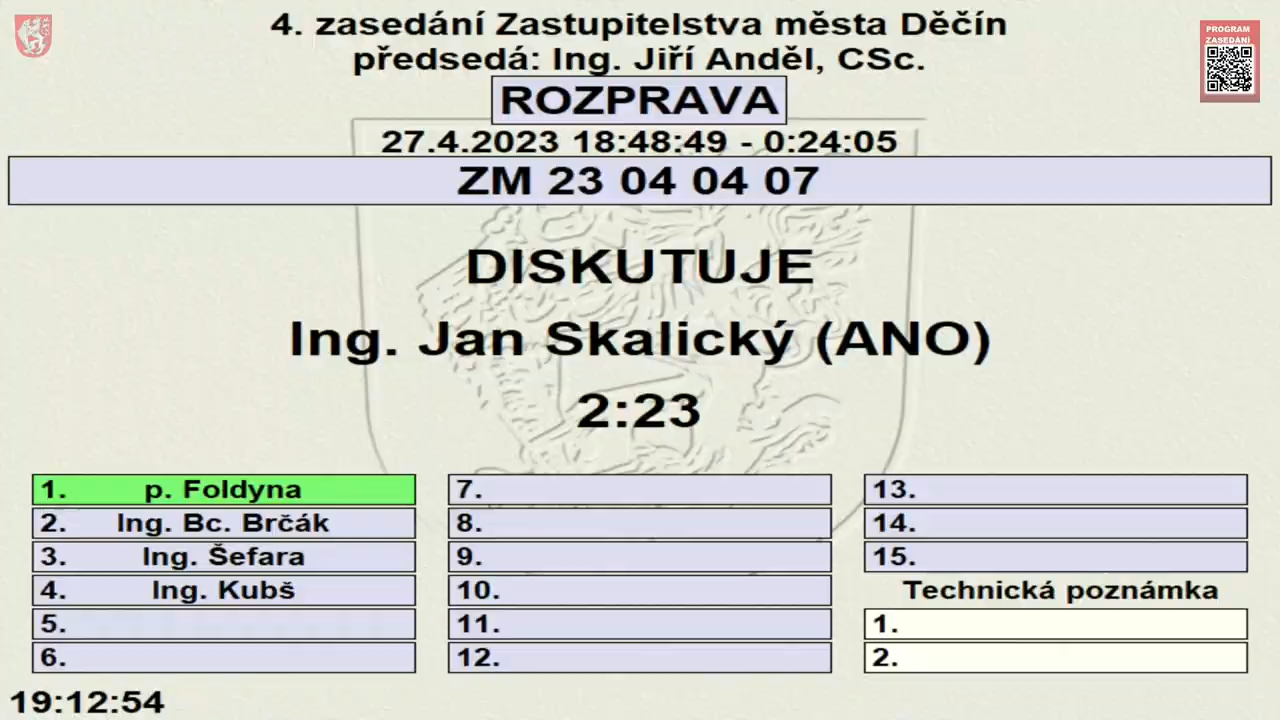 4. zasedání Zastupitelstva města Děčín
předsedá: Ing. Jiří Anděl, CSc.
PROGRAM
ZASEDÁNÍ
ROZPRAVA
27.4.2023 18:48:49 - 0:24:05
ZM 23 04 04 07
DISKUTUJE
Ing. Jan Skalický (ANO)
2:23
1. p. Foldyna
2. Ing. Bc. Brčák
3. Ing. Šefara
4. Ing. Kubš
5.
6.
7.
8.
9.
10.
11.
12.
13.
14.
15.
Technická poznámka
1.
2.
19:12:54